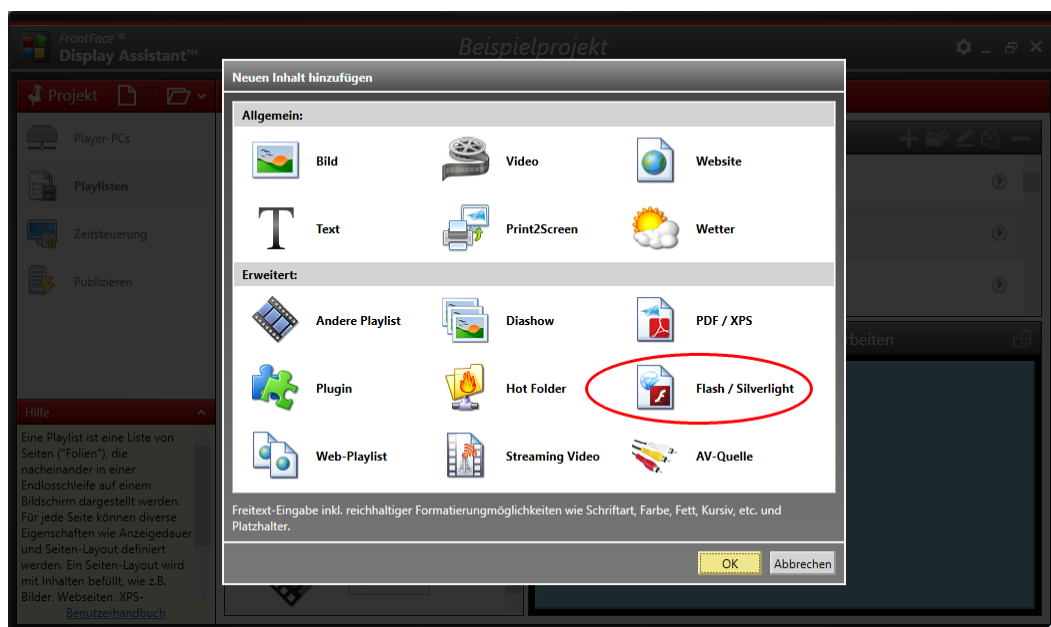 FrontFace ®
Display Assistant™
Beispielprojekt
Neuen Inhalt hinzufügen
Projekt
Allgemein:
Player-PCs
Bild
Video
Website
Playlisten
Text
Print2Screen
Wetter
Zeitsteuerung
Erweitert:
Publizieren
Andere Playlist
Diashow
PDF / XPS
beiten
Plugin
Hot Folder
Flash / Silverlight
Hilfe
Eine Playlist ist eine Liste von
Seiten ("Folien"), die
nacheinander in einer
Endlosschleife auf einem
Bildschirm dargestellt werden.
Für jede Seite können diverse
Eigenschaften wie Anzeigedauer
und Seiten-Layout definiert
werden. Ein Seiten-Layout wird
mit Inhalten befüllt, wie z.B.
Bilder, Webseiten, XPS-
Benutzerhandbuch
Web-Playlist
Streaming Video
AV-Quelle
Freitext-Eingabe inkl. reichhaltiger Formatierungmöglichkeiten wie Schriftart, Farbe, Fett, Kursiv, etc. und
Platzhalter.
OK
Abbrechen